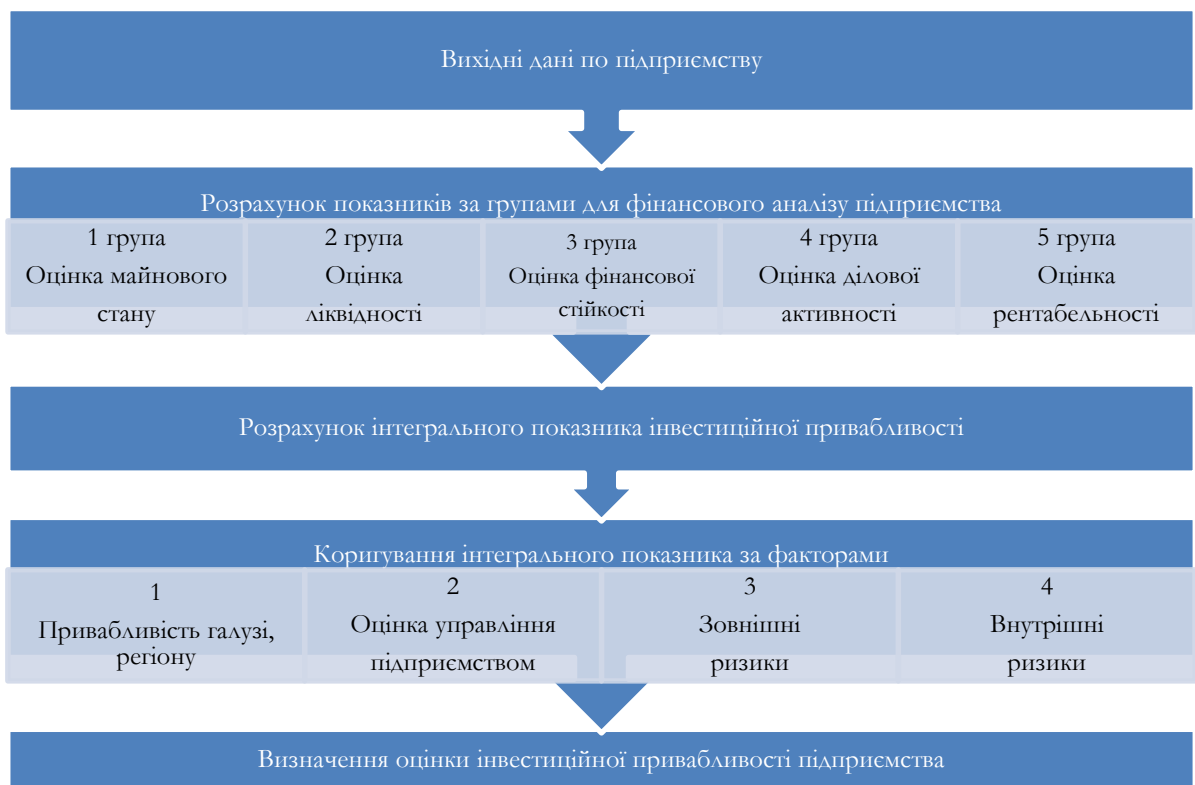 Вихідні дані по підприємству
Розрахунок показників за групами для фінансового аналізу підприємства
1 група
Оцінка майнового
стану
2 група
Оцінка
ліквідності
3 група
Оцінка фінансової
стійкості
4 група
Оцінка ділової
активності
5 група
Оцінка
рентабельності
Розрахунок інтегрального показника інвестиційної привабливості
Коригування інтегрального показника за факторами
1
Привабливість галузі,
регіону
2
Оцінка управління
підприємством
3
Зовнішні
ризики
4
Внутрішні
ризики
Визначення оцінки інвестиційної привабливості підприємства